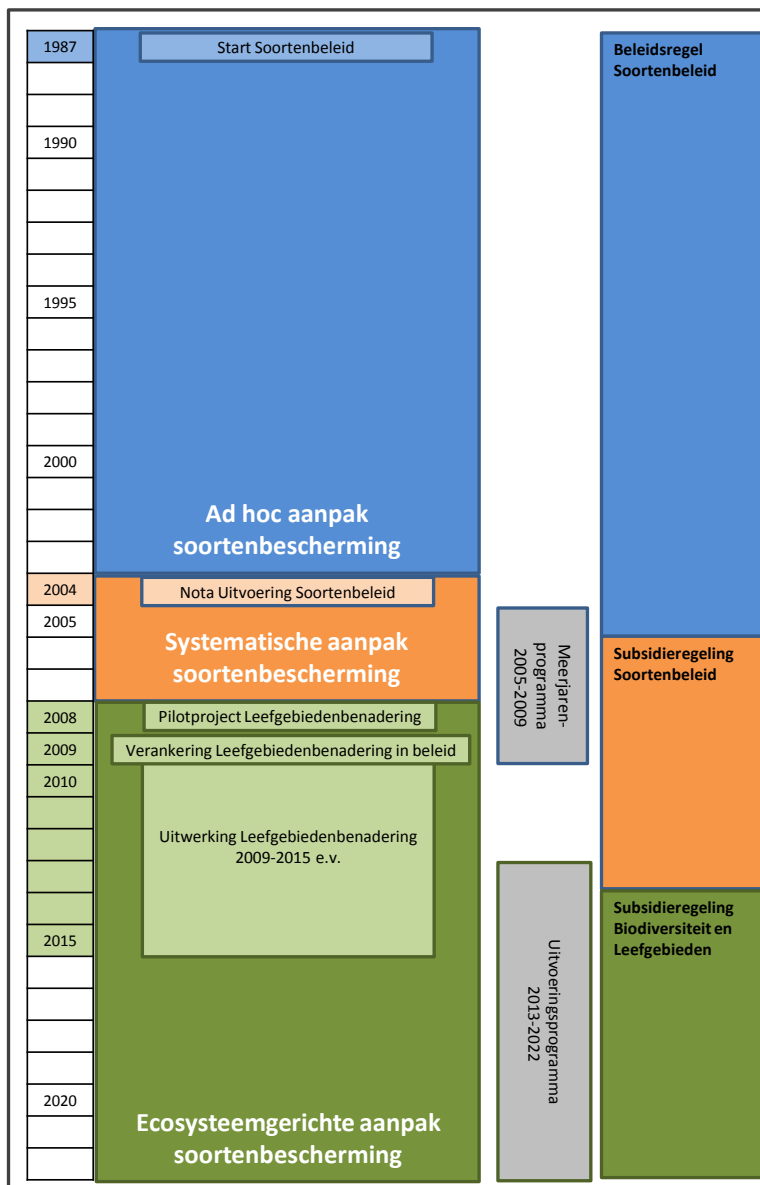 1987
Start Soortenbeleid
Beleidsregel
Soortenbeleid
1990
1995
2000
Ad hoc aanpak
soortenbescherming
2004
Nota Uitvoering Soortenbeleid
2005
Systematische aanpak
soortenbescherming
Meerjaren-
programma
2005-2009
Subsidieregeling
Soortenbeleid
2008
Pilotproject Leefgebiedenbenadering
2009
Verankering Leefgebiedenbenadering in beleid
2010
Uitwerking Leefgebiedenbenadering
2009-2015 e.v.
2015
Uitvoeringsprogramma
2013-2022
Subsidieregeling
Biodiversiteit en
Leefgebieden
2020
Ecosysteemgerichte aanpak
soortenbescherming